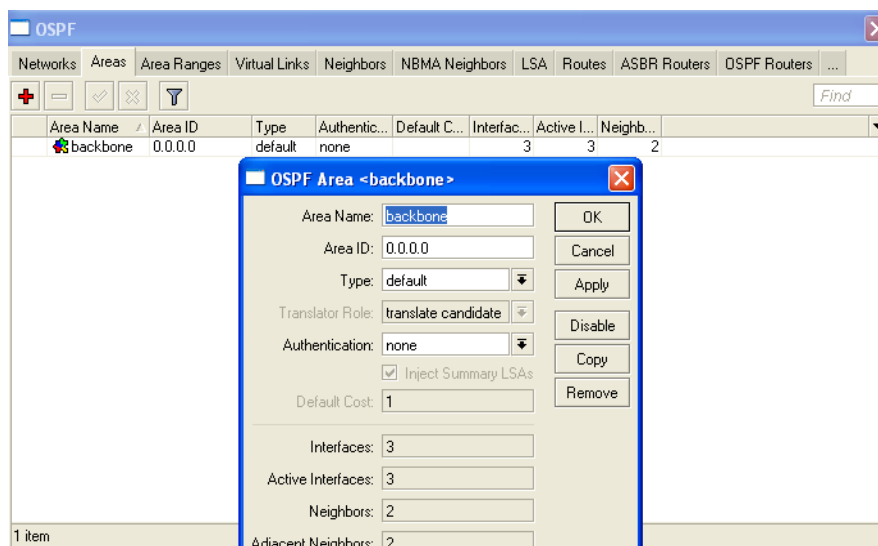 OSPF
Networks Areas Area Ranges Virtual Links Neighbors NBMA Neighbors LSA Routes ASBR Routers OSPF Routers ...
Find
Area Name Area ID Type Authentic... Default C... Interfac... Active I... Neighb...
backbone 0.0.0.0 default none 3 3 2
OSPF Area <backbone>
Area Name: backbone OK
Area ID: 0.0.0.0 Cancel
Type: default Apply
Translator Role: translate candidate
Disable
Authentication: none
Copy
Inject Summary LSAs
Remove
Default Cost: 1
Interfaces: 3
Active Interfaces: 3
Neighbors: 2
1 item
Adjacent Neighbors: 2